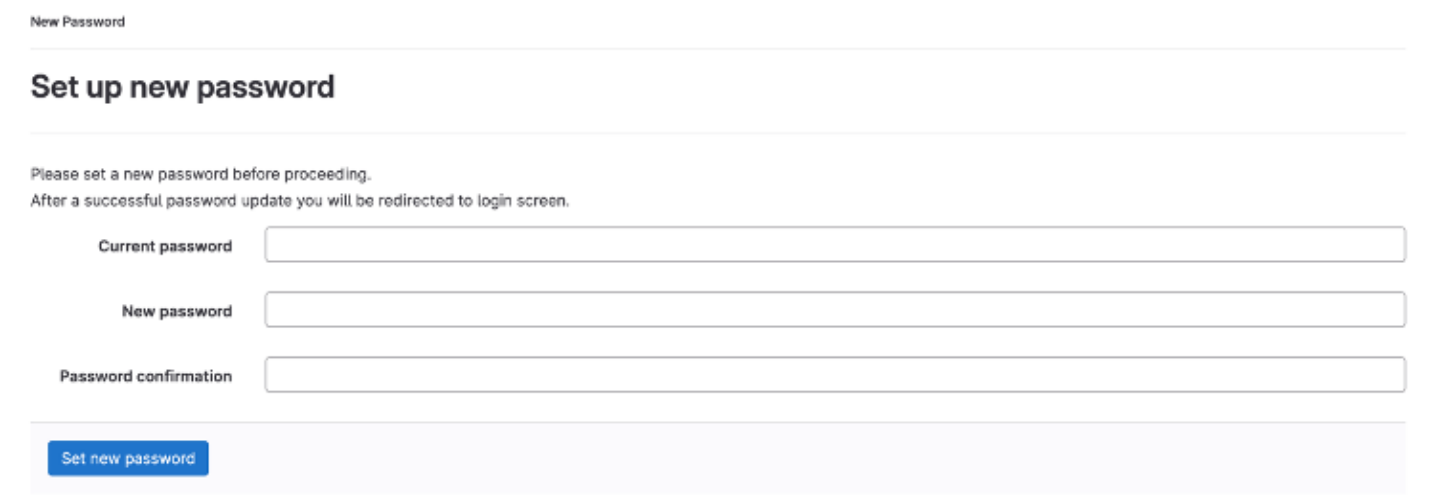 New Password
Set up new password
Please set a new password before proceeding.
After a successful password update you will be redirected to login screen.
Current password
New password
Password confirmation
Set new password